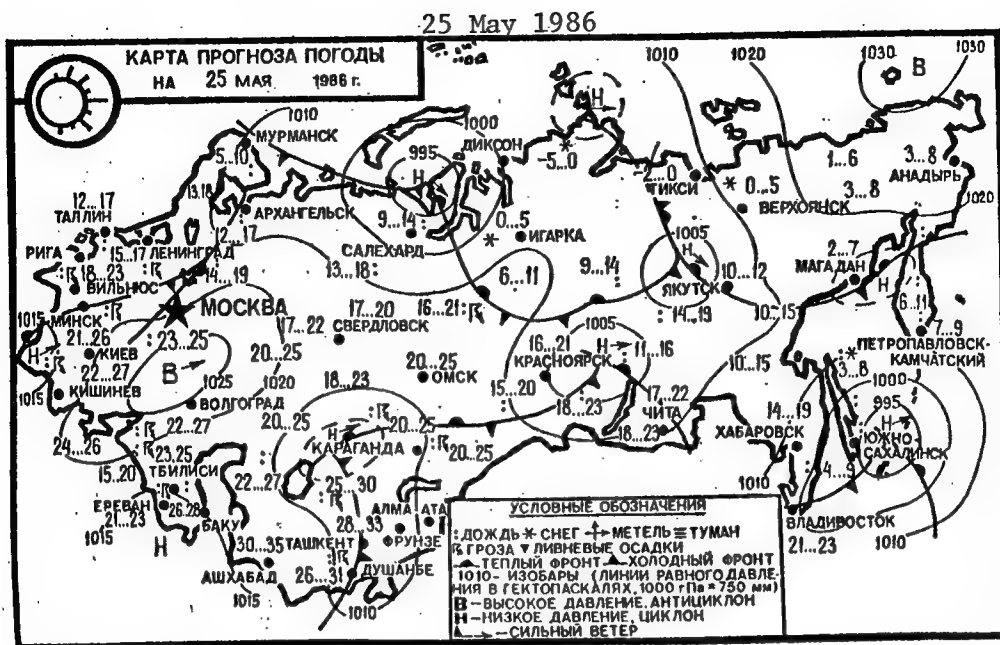 25 May 1986
КАРТА ПРОГНОЗА ПОГОДЫ
НА 25 МАЯ 1986 г.
1010
1020
1030
В
1030
1010
МУРМАНСК
5..10
1000
ДИКСОН
995
Н
Н
-5..0
-2...0
ТИКСИ
0...5
ВЕРХОЯНСК
1...6
3...8
3...8
АНАДЫРЬ
1020
13.18
12...17
ТАЛЛИН
АРХАНГЕЛЬСК
9...14
САЛЕХАРД
0...5
ИГАРКА
РИГА
15...17
ЛЕНИНГРАД
12...17
18...23
ВИЛЬНЮС
14...19
13...18
6...11
9...14
1005
Н
ЯКУТСК
10...12
14...19
10...15
2...7
МАГАДАН
Н
6...11
7...9
ПЕТРОПАВЛОВСК-
КАМЧАТСКИЙ
МОСКВА
1015
МИНСК
21...26
Н
КИЕВ
23...25
22...27
КИШИНЕВ
1015
В
1025
1020
17...22
17...20
СВЕРДЛОВСК
16...21
20...25
20...25
ОМСК
18...23
1005
16...21
Н
КРАСНОЯРСК
11...16
15...20
18...23
17...22
ЧИТА
18...23
10...15
3...8
1000
995
Н
ЮЖНО-
САХАЛИНСК
14...19
ХАБАРОВСК
4...9
1010
ВЛАДИВОСТОК
21...23
1010
ВОЛГОГРАД
22...27
24...26
23.25
15...20
ТБИЛИСИ
ЕРЕВАН
21...23
1015
26...28
БАКУ
Н
20...25
22...27
Н
КАРАГАНДА
20...25
20...25
25...30
АЛМА АТА
28...33
ФРУНЗЕ
30...35
ТАШКЕНТ
АШХАБАД
26...31
ДУШАНБЕ
1015
1010
УСЛОВНЫЕ ОБОЗНАЧЕНИЯ
: ДОЖДЬ * СНЕГ МЕТЕЛЬ ≡ ТУМАН
ГРОЗА ▼ ЛИВНЕВЫЕ ОСАДКИ
ТЕПЛЫЙ ФРОНТ ХОЛОДНЫЙ ФРОНТ
1010- ИЗОБАРЫ (ЛИНИИ РАВНОГО ДАВЛЕ-
НИЯ В ГЕКТОПАСКАЛЯХ, 1000 гПа = 750 мм)
В – ВЫСОКОЕ ДАВЛЕНИЕ, АНТИЦИКЛОН
Н – НИЗКОЕ ДАВЛЕНИЕ, ЦИКЛОН
– СИЛЬНЫЙ ВЕТЕР